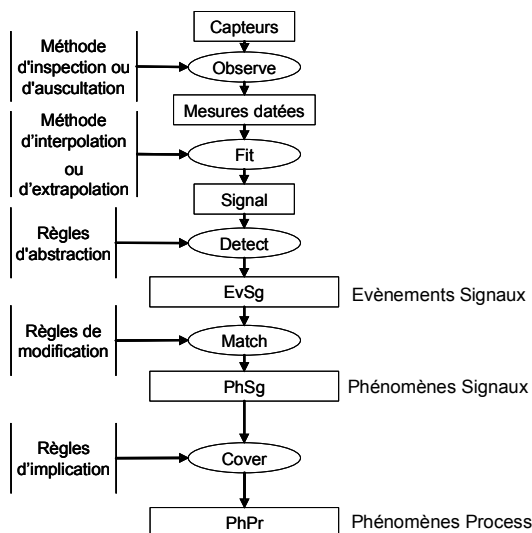 Capteurs
Méthode
d'inspection ou
d'auscultation
Observe
Mesures datées
Méthode
d'interpolation
ou
d'extrapolation
Fit
Signal
Règles
d'abstraction
Detect
EvSg
Evènements Signaux
Règles de
modification
Match
PhSg
Phénomènes Signaux
Règles
d'implication
Cover
PhPr
Phénomènes Process